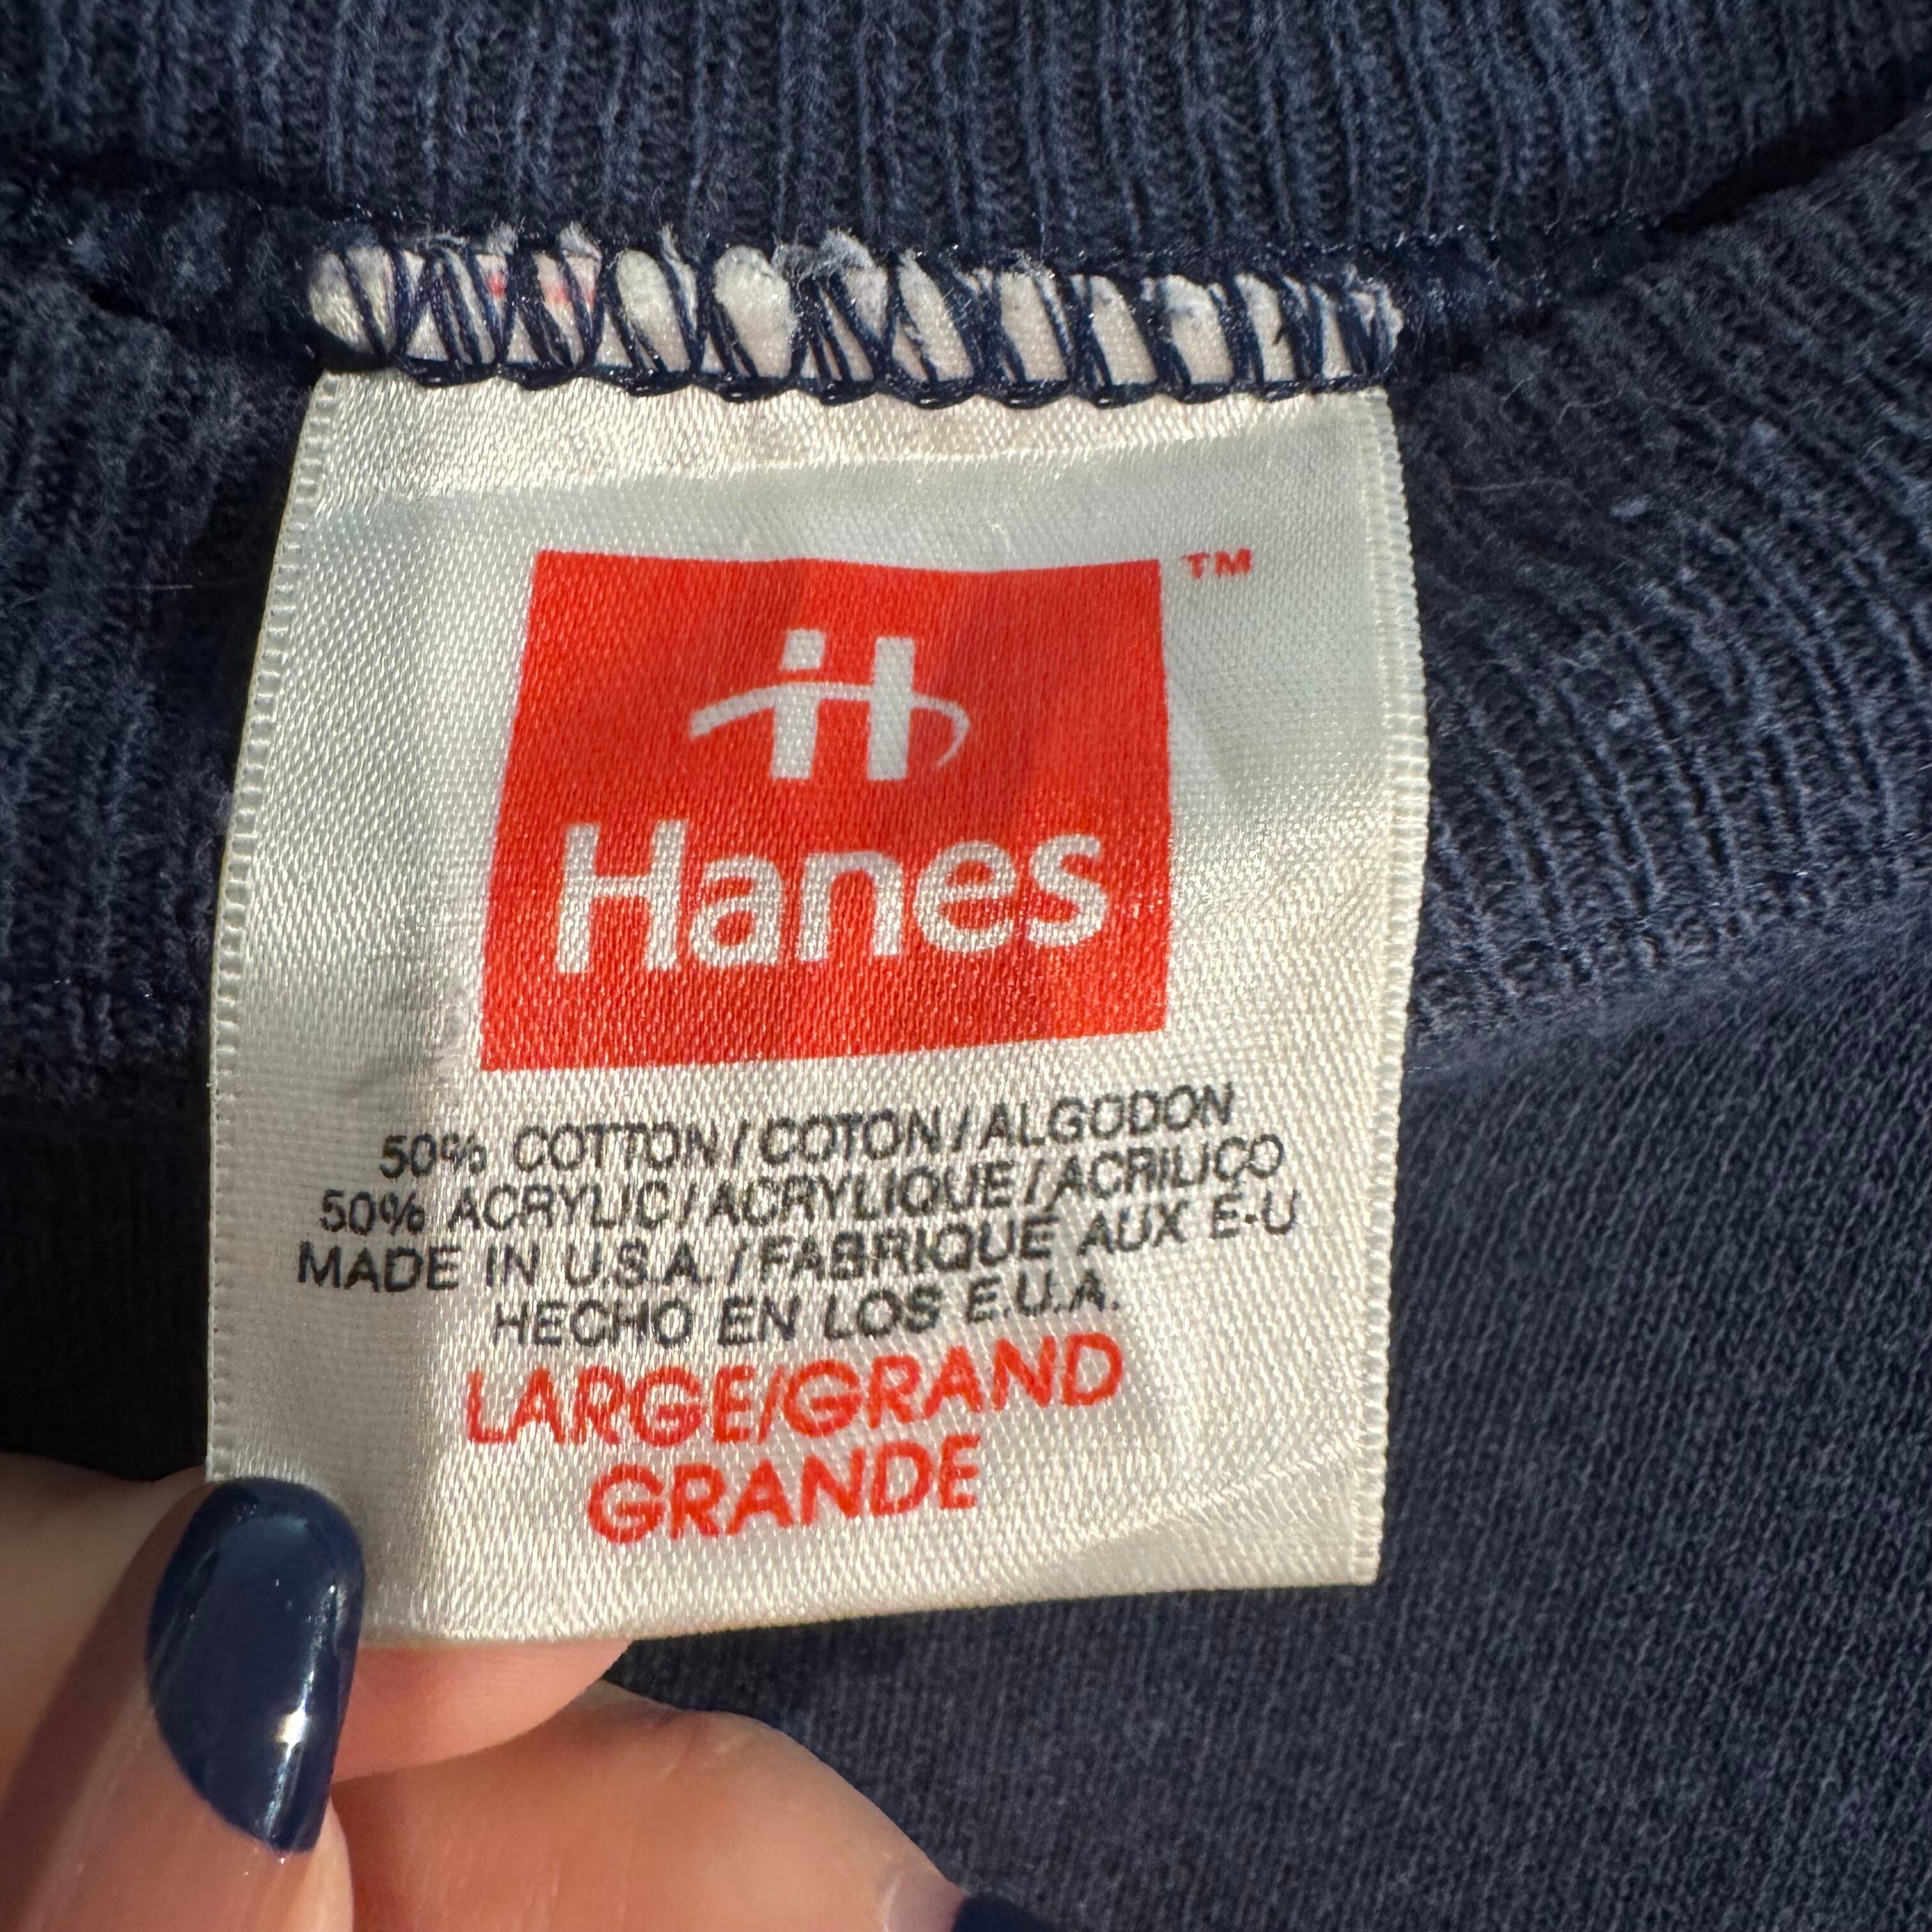 TM
H
Hanes
50% COTTON/COTON/ALGODON
50% ACRYLIC/ACRYLIQUE/ACRILICO
MADE IN U.S.A./FABRIQUE AUX É-U
HECHO EN LOS E.U.A.
LARGE/GRAND
GRANDE